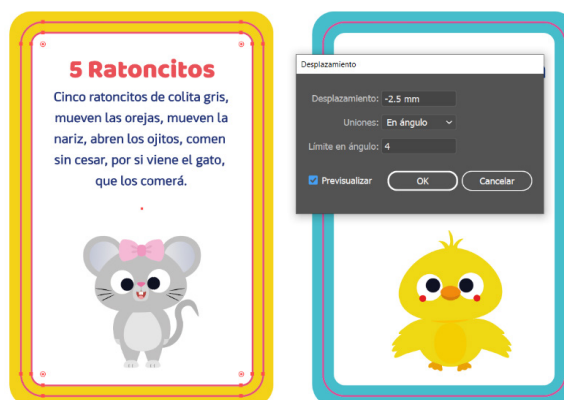 5 Ratoncitos
Cinco ratoncitos de colita gris,
mueven las orejas, mueven la
nariz, abren los ojitos, comen
sin cesar, por si viene el gato,
que los comerá.
Desplazamiento
Desplazamiento: -2.5 mm
Uniones: En ángulo
Límite en ángulo: 4
Previsualizar OK Cancelar